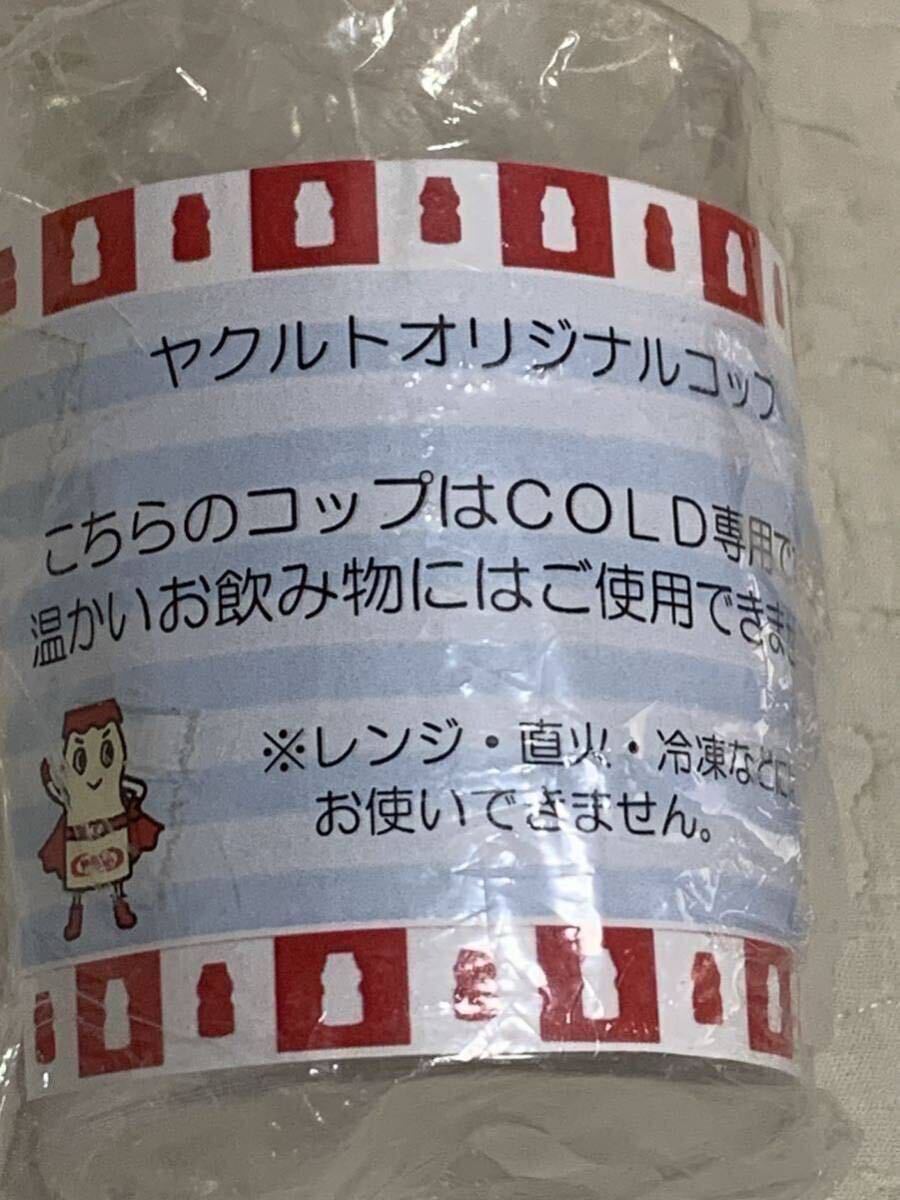 ヤクルトオリジナルコップ
こちらのコップはCOLD専用で
温かいお飲み物にはご使用できませ
※レンジ・直火・冷凍などに
お使いできません。